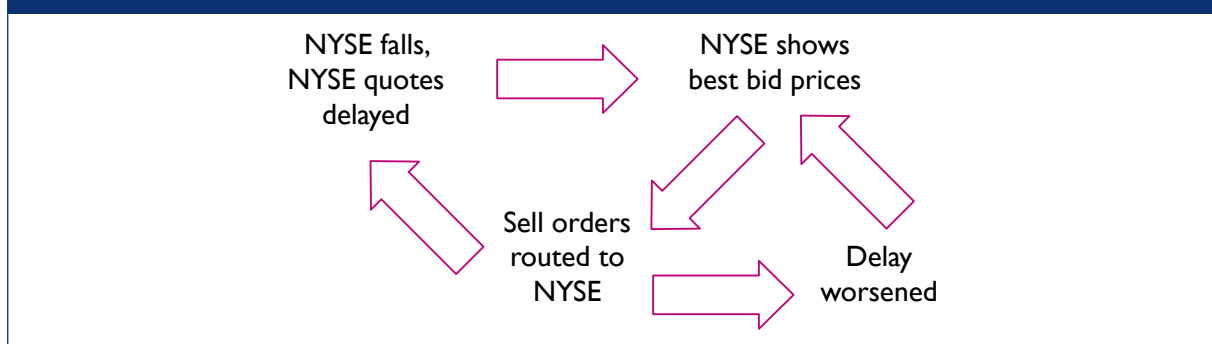 NYSE falls,
NYSE quotes
delayed
NYSE shows
best bid prices
Sell orders
routed to
NYSE
Delay
worsened